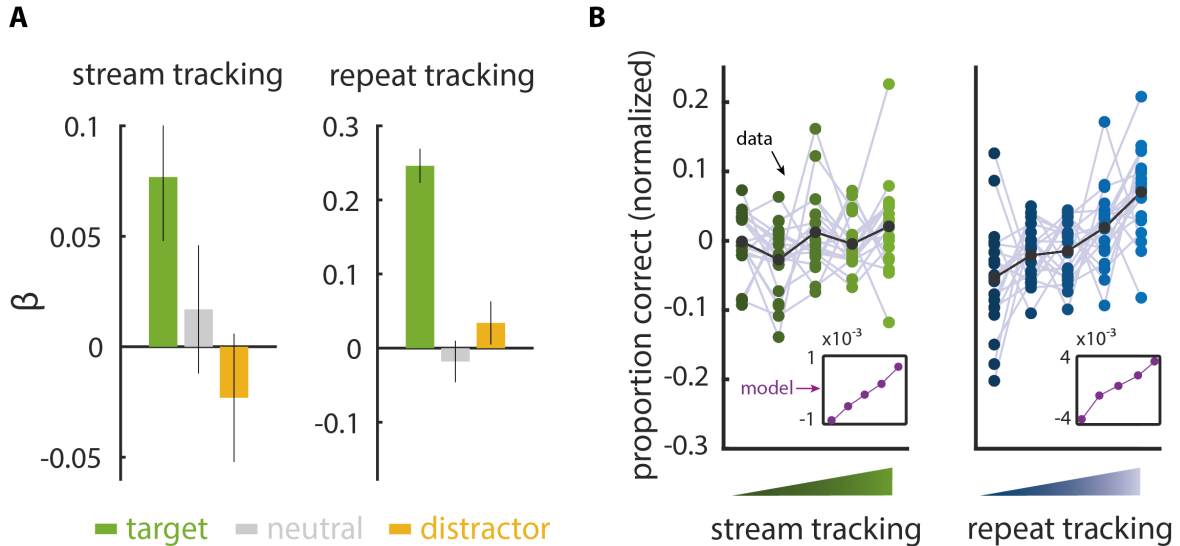 A
stream tracking
repeat tracking
β
0.1
0.05
0
-0.05
0.3
0.2
0.1
0
-0.1
target
neutral
distractor
B
proportion correct (normalized)
0.2
0.1
0
-0.1
-0.2
-0.3
data
model
x10⁻³
1
-1
x10⁻³
4
-4
stream tracking
repeat tracking